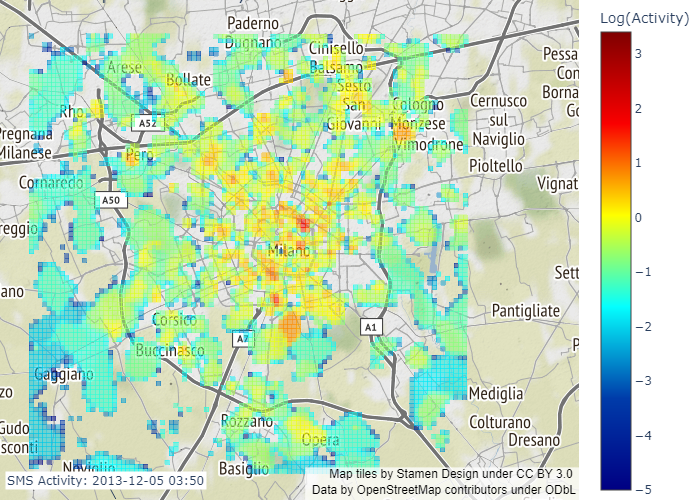 Paderno
Dugnano
Cinisello
Balsamo
Log(Activity)
Pessa
Con
Borna
Go
Arese
Bollate
Sesto
San
Giovanni
Cologno
Monzese
Vimodrone
Cernusco
sul
Naviglio
Rho
A52
Pregnana
Milanese
Pero
Pioltello
Cornaredo
A50
Vignat
reggio
Milano
Sett
ano
Corsico
Pantigliate
A7
A1
Buccinasco
P
Gaggiano
zo
Mediglia
Gudo
sconti
Rozzano
Opera
Colturano
Dresano
Noviglio
Basiglio
3
2
1
0
−1
−2
−3
−4
−5
SMS Activity: 2013-12-05 03:50
Map tiles by Stamen Design under CC BY 3.0
Data by OpenStreetMap contributors under ODbL